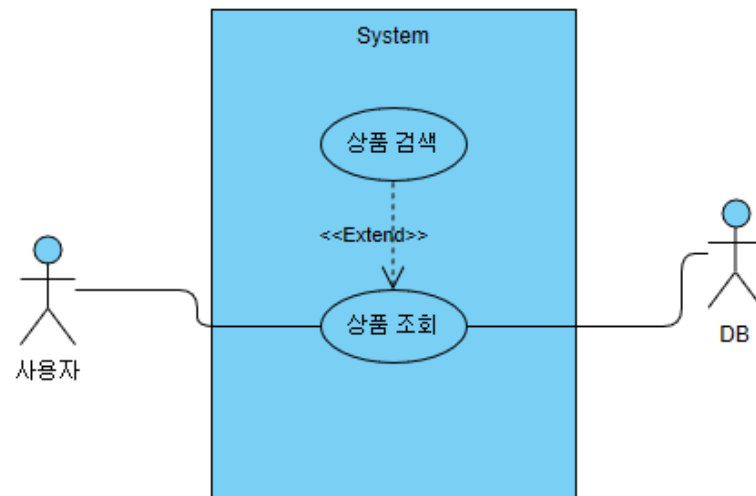 System
상품 검색
<<Extend>>
상품 조회
사용자
DB